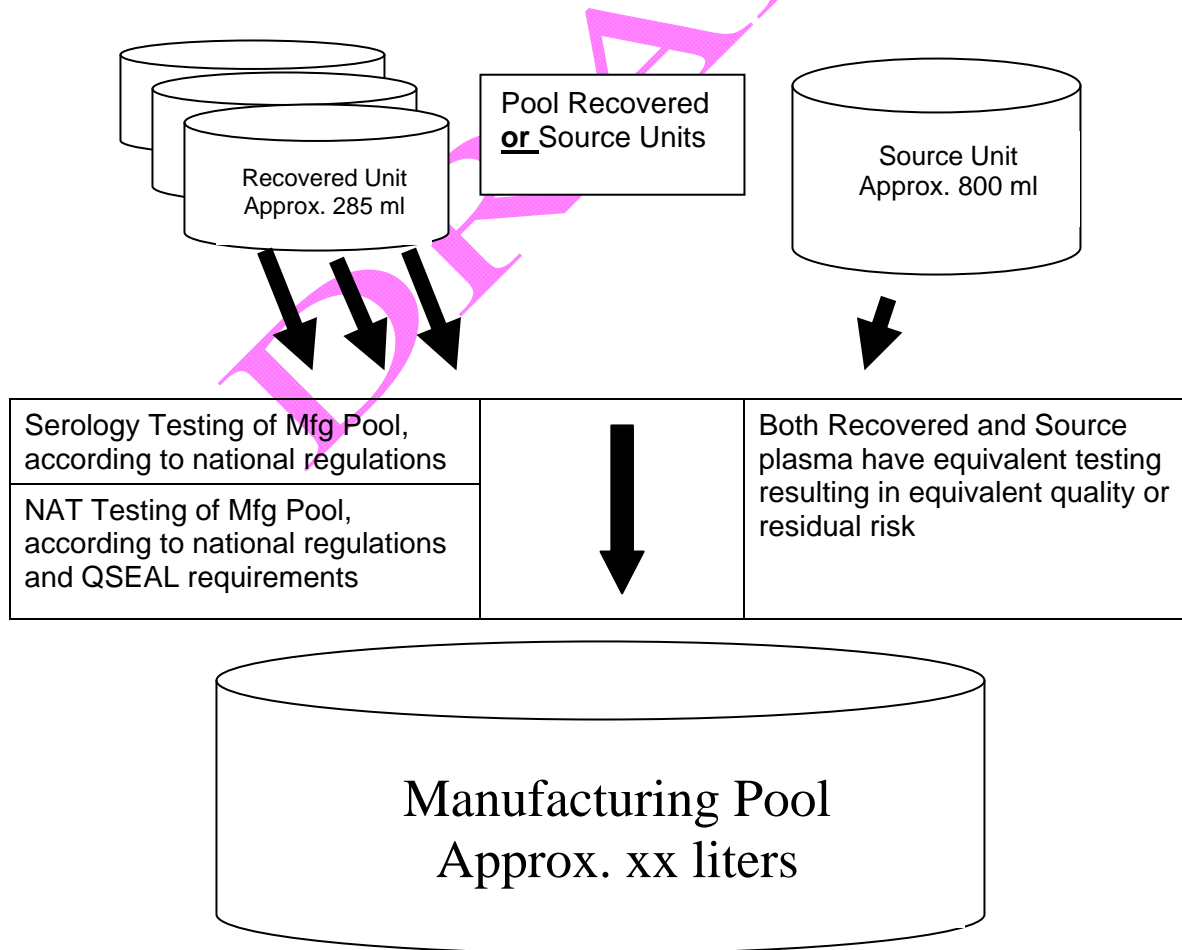 Recovered Unit
Approx. 285 ml
Pool Recovered
or Source Units
Source Unit
Approx. 800 ml
Serology Testing of Mfg Pool,
according to national regulations
NAT Testing of Mfg Pool,
according to national regulations
and QSEAL requirements
Both Recovered and Source
plasma have equivalent testing
resulting in equivalent quality or
residual risk
Manufacturing Pool
Approx. xx liters